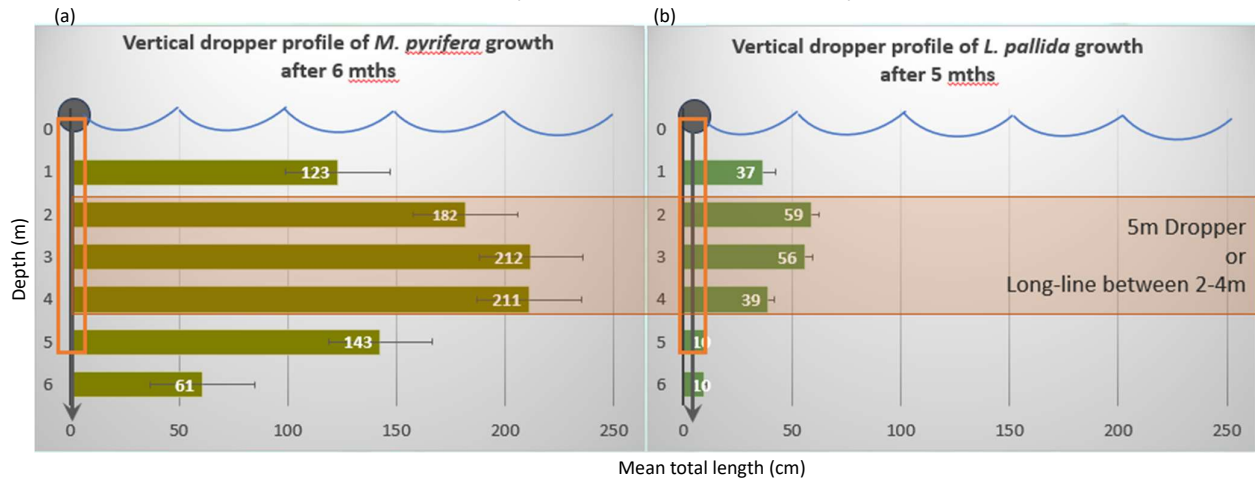 (a)
Vertical dropper profile of M. pyrifera growth
after 6 mths
Depth (m)
0
1
2
3
4
5
6
123
182
212
211
143
61
0 50 100 150 200 250
(b)
Vertical dropper profile of L. pallida growth
after 5 mths
0
1
2
3
4
5
6
37
59
56
39
10
10
5m Dropper
or
Long-line between 2-4m
0 50 100 150 200 250
Mean total length (cm)